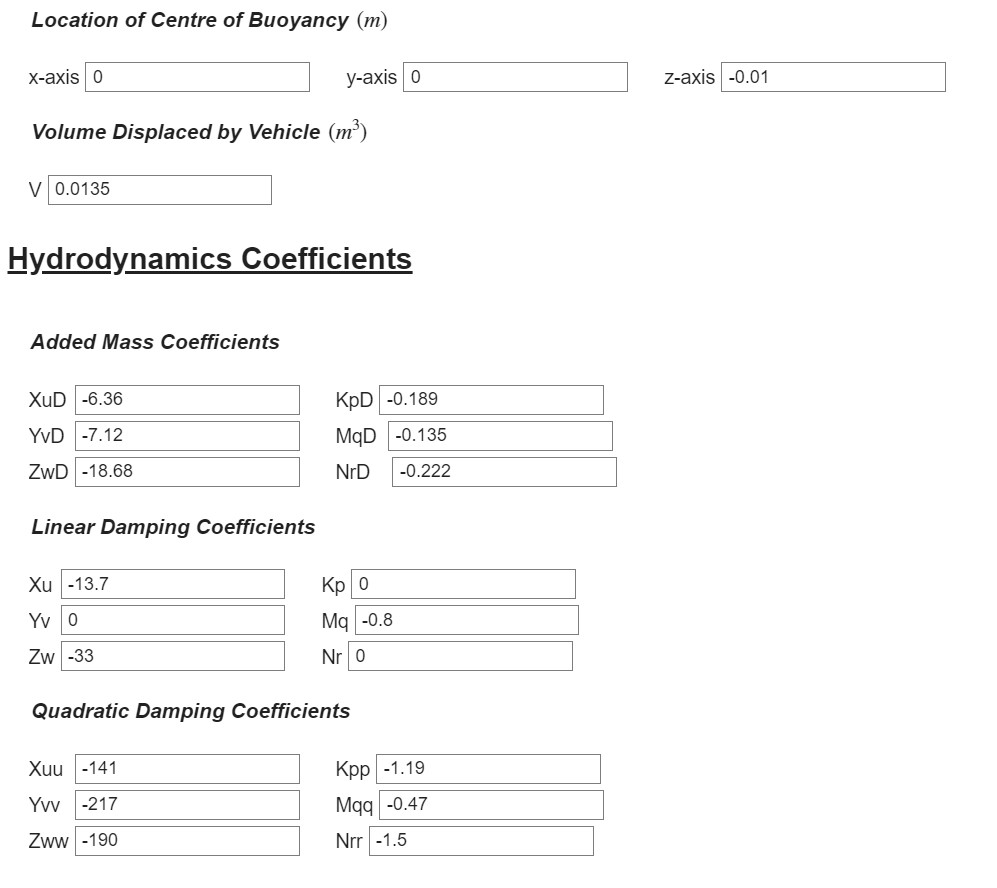 Location of Centre of Buoyancy (m)
x-axis 0 y-axis 0 z-axis -0.01
Volume Displaced by Vehicle (m³)
V 0.0135
Hydrodynamics Coefficients
Added Mass Coefficients
XuD -6.36 KpD -0.189
YvD -7.12 MqD -0.135
ZwD -18.68 NrD -0.222
Linear Damping Coefficients
Xu -13.7 Kp 0
Yv 0 Mq -0.8
Zw -33 Nr 0
Quadratic Damping Coefficients
Xuu -141 Kpp -1.19
Yvv -217 Mqq -0.47
Zww -190 Nrr -1.5